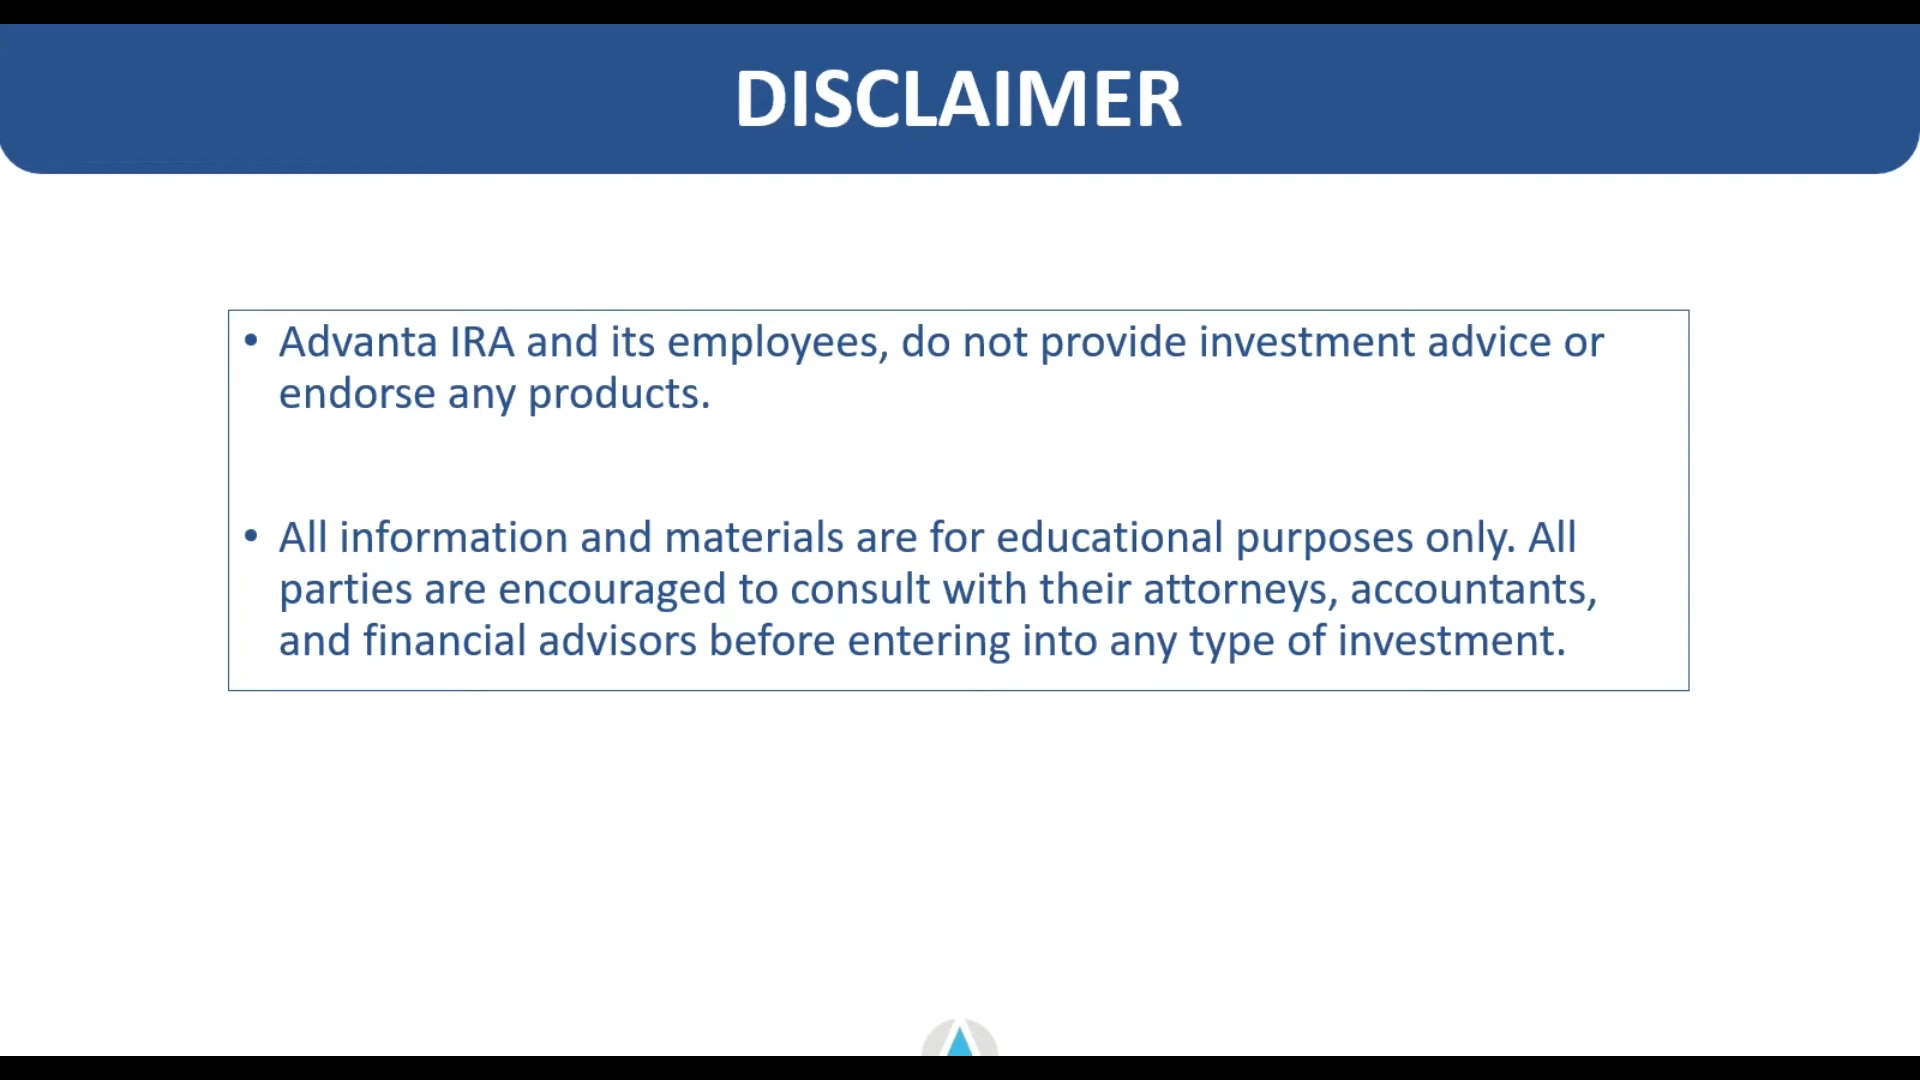 DISCLAIMER
• Advanta IRA and its employees, do not provide investment advice or
endorse any products.
• All information and materials are for educational purposes only. All
parties are encouraged to consult with their attorneys, accountants,
and financial advisors before entering into any type of investment.